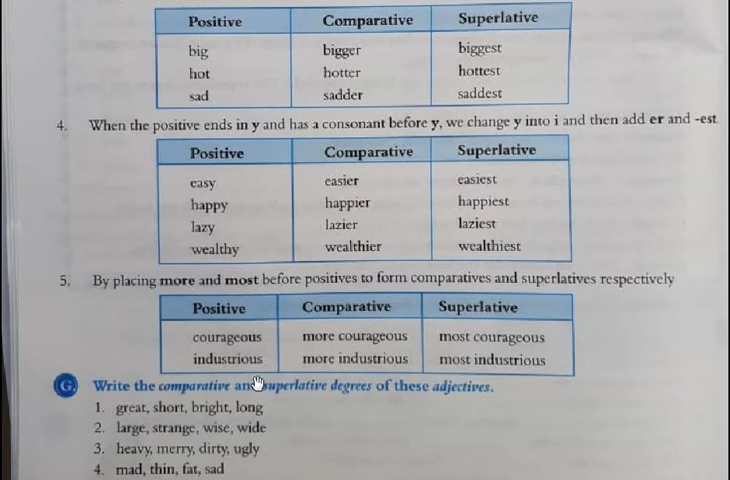 Positive Comparative Superlative
big bigger biggest
hot hotter hottest
sad sadder saddest
4. When the positive ends in y and has a consonant before y, we change y into i and then add er and -est.
Positive Comparative Superlative
easy easier easiest
happy happier happiest
lazy lazier laziest
wealthy wealthier wealthiest
5. By placing more and most before positives to form comparatives and superlatives respectively
Positive Comparative Superlative
courageous more courageous most courageous
industrious more industrious most industrious
G. Write the comparative and superlative degrees of these adjectives.
1. great, short, bright, long
2. large, strange, wise, wide
3. heavy, merry, dirty, ugly
4. mad, thin, fat, sad